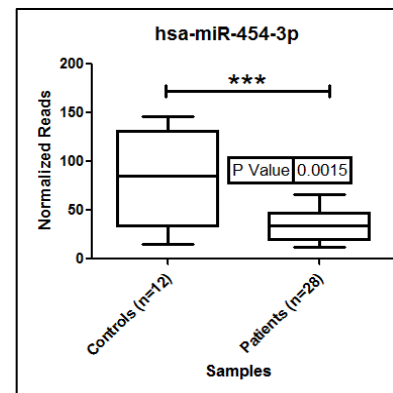 hsa-miR-454-3p
200
150
100
50
0
Normalized Reads
***
P Value 0.0015
Controls (n=12)
Patients (n=28)
Samples